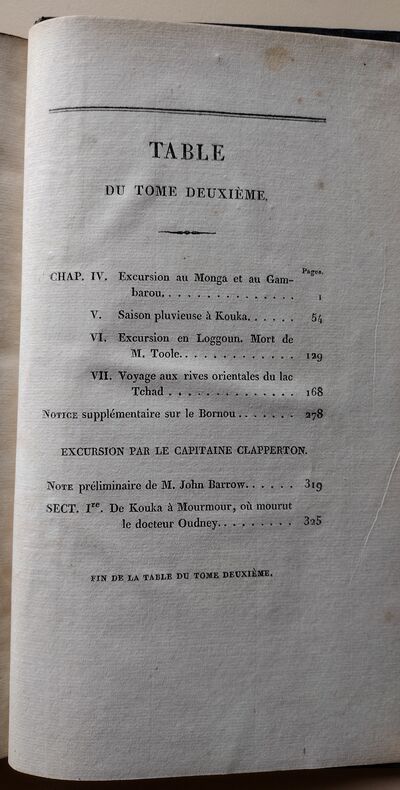 TABLE
DU TOME DEUXIÈME.
Pages.
CHAP. IV. Excursion au Monga et au Gam-
barou. . . . . . . . . . . . . . . 1
V. Saison pluvieuse à Kouka. . . . . . 54
VI. Excursion en Loggoun. Mort de
M. Toole. . . . . . . . . . . . . 129
VII. Voyage aux rives orientales du lac
Tchad . . . . . . . . . . . . . . 168
NOTICE supplémentaire sur le Bornou . . . . . . . 278
EXCURSION PAR LE CAPITAINE CLAPPERTON.
NOTE préliminaire de M. John Barrow. . . . . . 319
SECT. Ire. De Kouka à Mourmour, où mourut
le docteur Oudney. . . . . . . . . 325
FIN DE LA TABLE DU TOME DEUXIÈME.